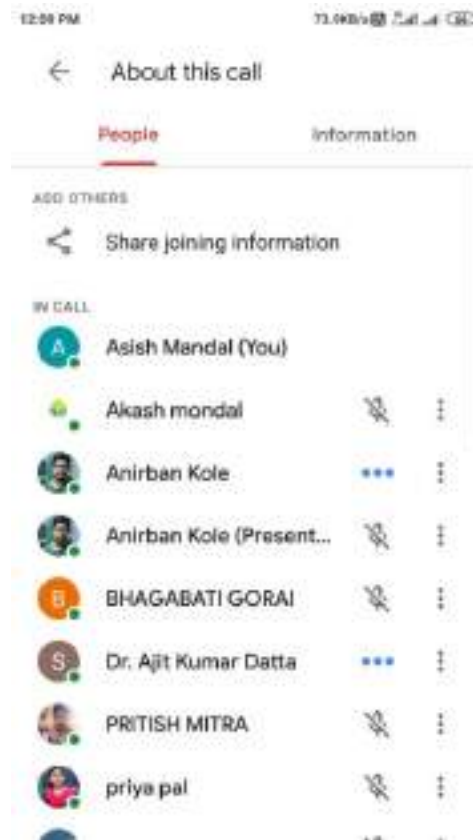 12:09 PM
← About this call
People Information
ADD OTHERS
Share joining information
IN CALL
A Asish Mandal (You)
Akash mondal
Anirban Kole
Anirban Kole (Present...
B BHAGABATI GORAI
S Dr. Ajit Kumar Datta
PRITISH MITRA
priya pal